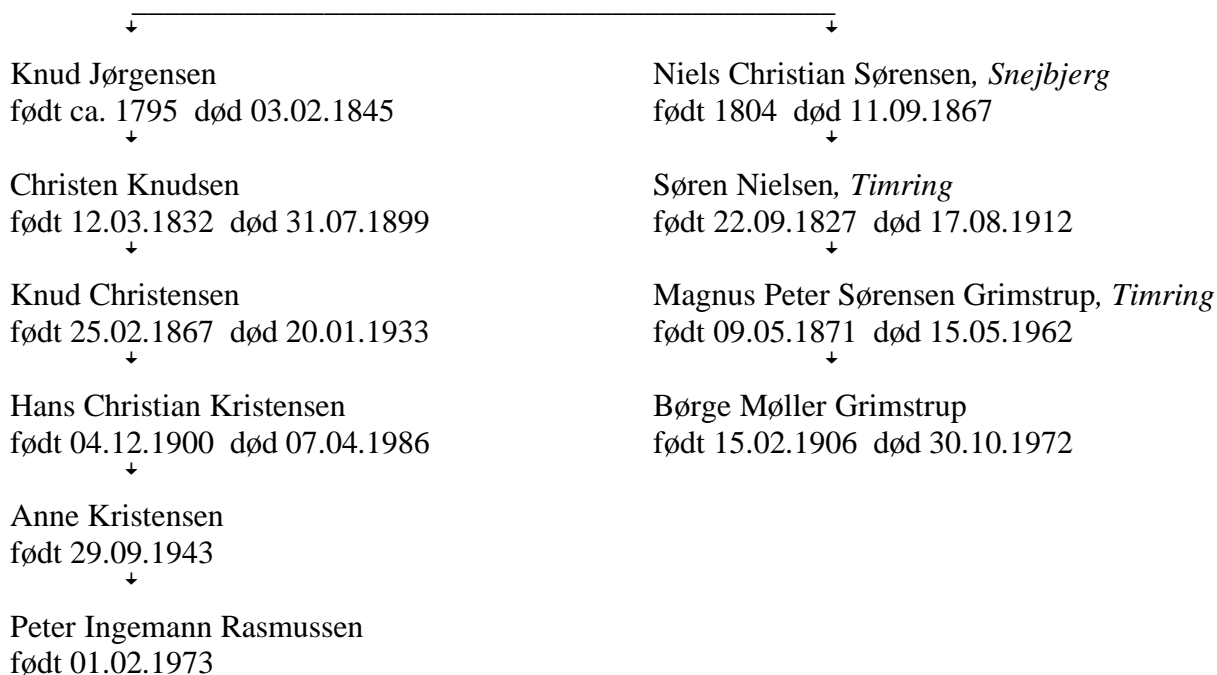 Knud Jørgensen
født ca. 1795 død 03.02.1845
Christen Knudsen
født 12.03.1832 død 31.07.1899
Knud Christensen
født 25.02.1867 død 20.01.1933
Hans Christian Kristensen
født 04.12.1900 død 07.04.1986
Anne Kristensen
født 29.09.1943
Peter Ingemann Rasmussen
født 01.02.1973
Niels Christian Sørensen, Snejbjerg
født 1804 død 11.09.1867
Søren Nielsen, Timring
født 22.09.1827 død 17.08.1912
Magnus Peter Sørensen Grimstrup, Timring
født 09.05.1871 død 15.05.1962
Børge Møller Grimstrup
født 15.02.1906 død 30.10.1972